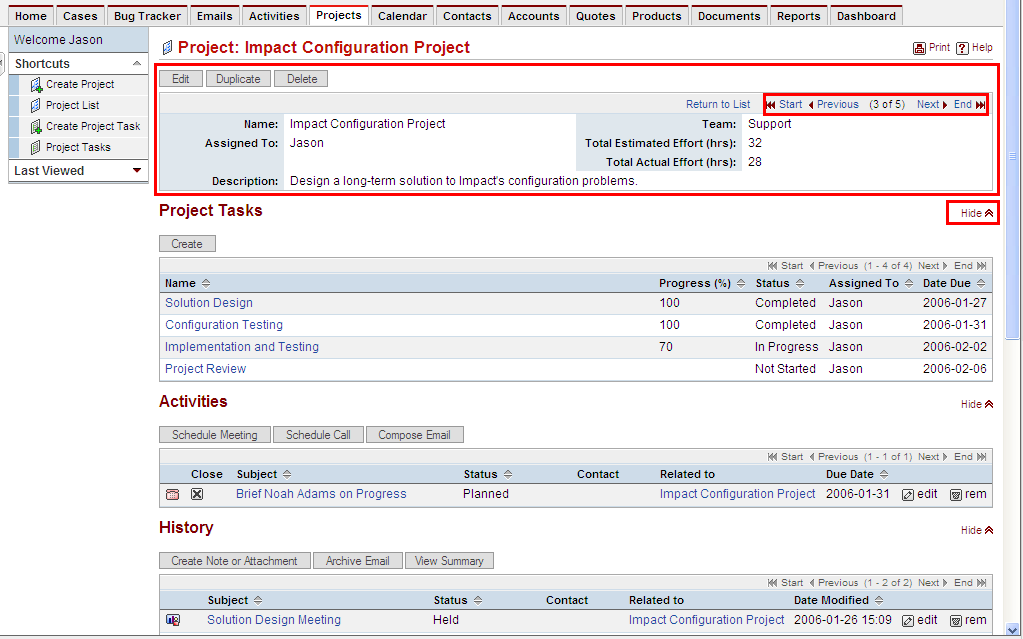 Home Cases Bug Tracker Emails Activities Projects Calendar Contacts Accounts Quotes Products Documents Reports Dashboard
Welcome Jason
Shortcuts
Create Project
Project List
Create Project Task
Project Tasks
Last Viewed
Project: Impact Configuration Project
Print ? Help
Edit Duplicate Delete
Return to List Start Previous (3 of 5) Next End
Name: Impact Configuration Project Team: Support
Assigned To: Jason Total Estimated Effort (hrs): 32
Total Actual Effort (hrs): 28
Description: Design a long-term solution to Impact's configuration problems.
Project Tasks Hide
Create
Start Previous (1 - 4 of 4) Next End
Name Progress (%) Status Assigned To Date Due
Solution Design 100 Completed Jason 2006-01-27
Configuration Testing 100 Completed Jason 2006-01-31
Implementation and Testing 70 In Progress Jason 2006-02-02
Project Review Not Started Jason 2006-02-06
Activities Hide
Schedule Meeting Schedule Call Compose Email
Start Previous (1 - 1 of 1) Next End
Close Subject Status Contact Related to Due Date
Brief Noah Adams on Progress Planned Impact Configuration Project 2006-01-31 edit rem
History Hide
Create Note or Attachment Archive Email View Summary
Start Previous (1 - 2 of 2) Next End
Subject Status Contact Related to Date Modified
Solution Design Meeting Held Impact Configuration Project 2006-01-26 15:09 edit rem